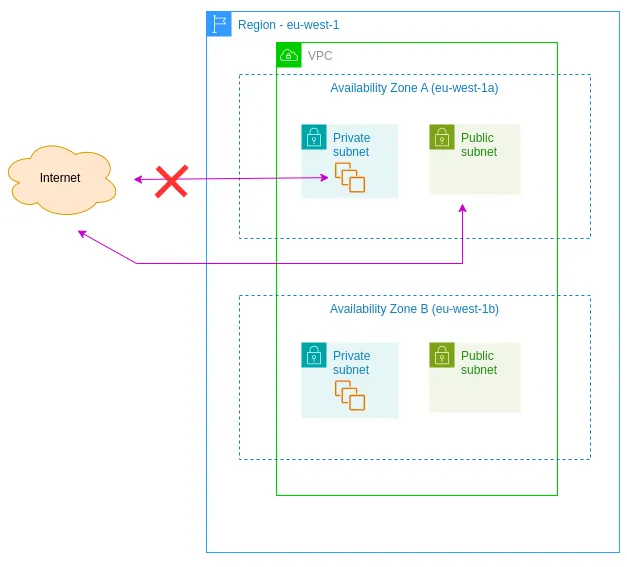 Region - eu-west-1
VPC
Availability Zone A (eu-west-1a)
Private
subnet
Public
subnet
Internet
Availability Zone B (eu-west-1b)
Private
subnet
Public
subnet